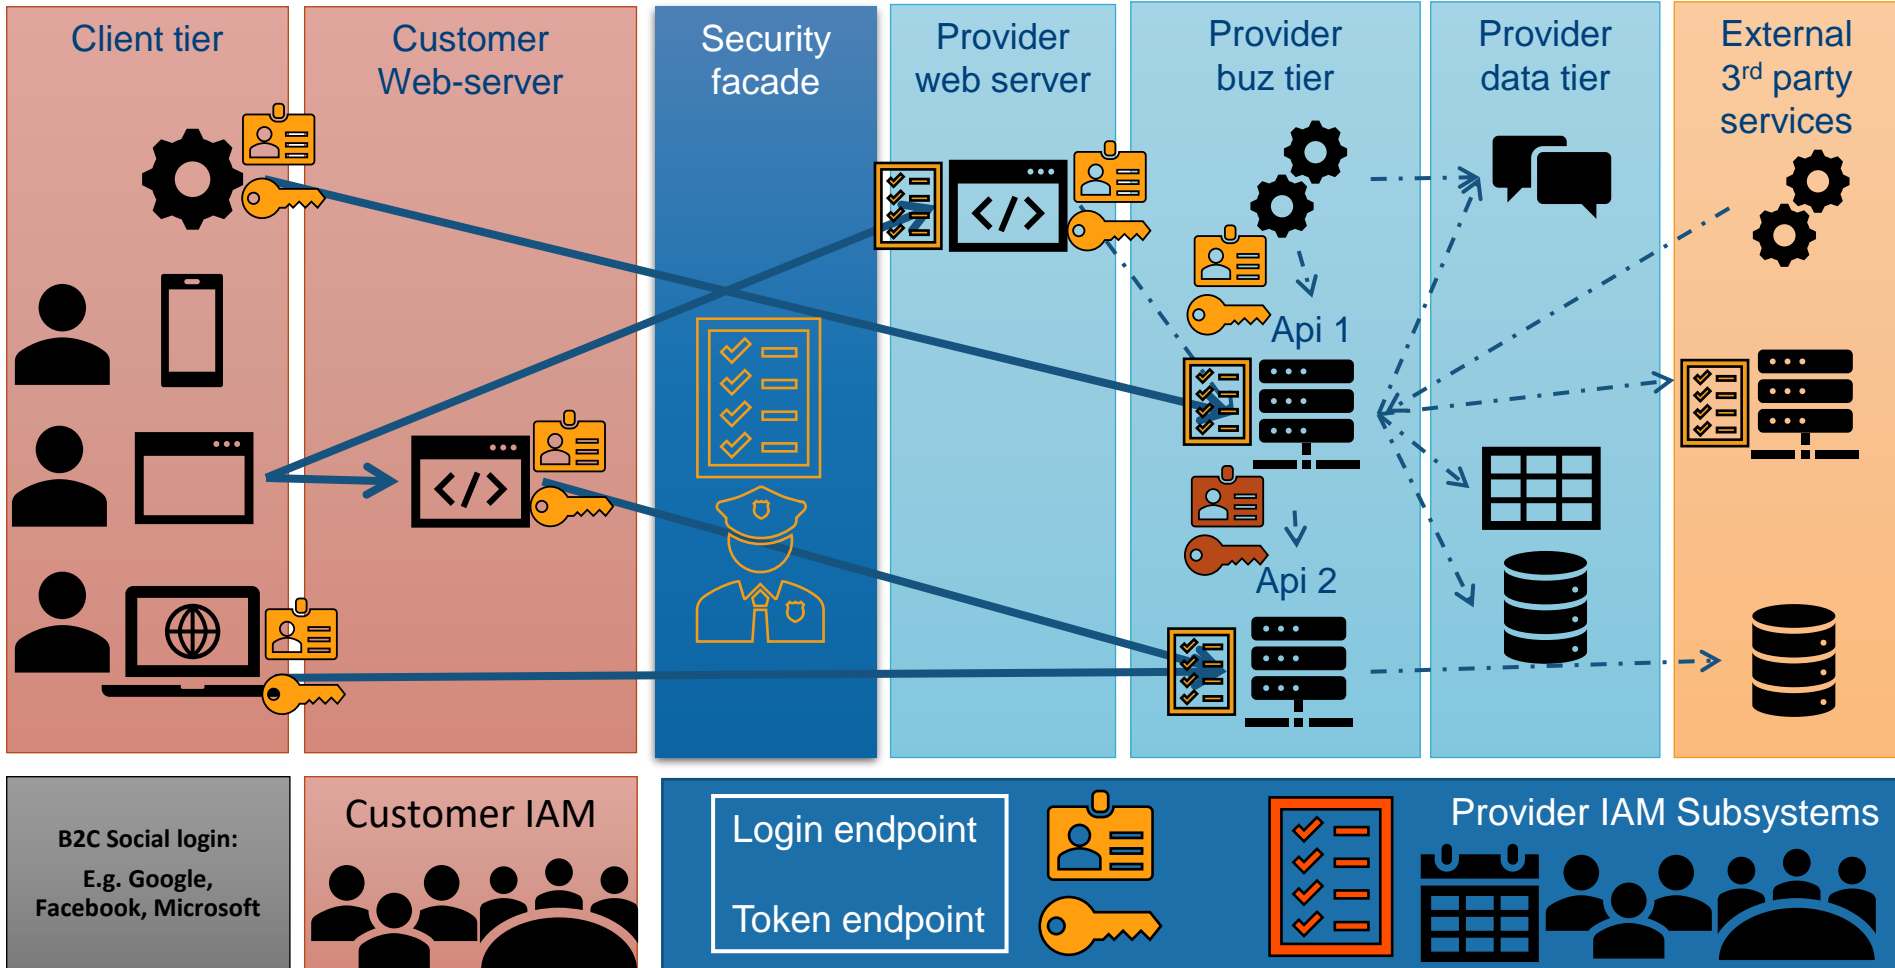 Client tier
Customer
Web-server
Security
facade
Provider
web server
Provider
buz tier
Provider
data tier
External
3rd party
services
</>
Api 1
</>
Api 2
B2C Social login:
E.g. Google,
Facebook, Microsoft
Customer IAM
Login endpoint
Token endpoint
Provider IAM Subsystems